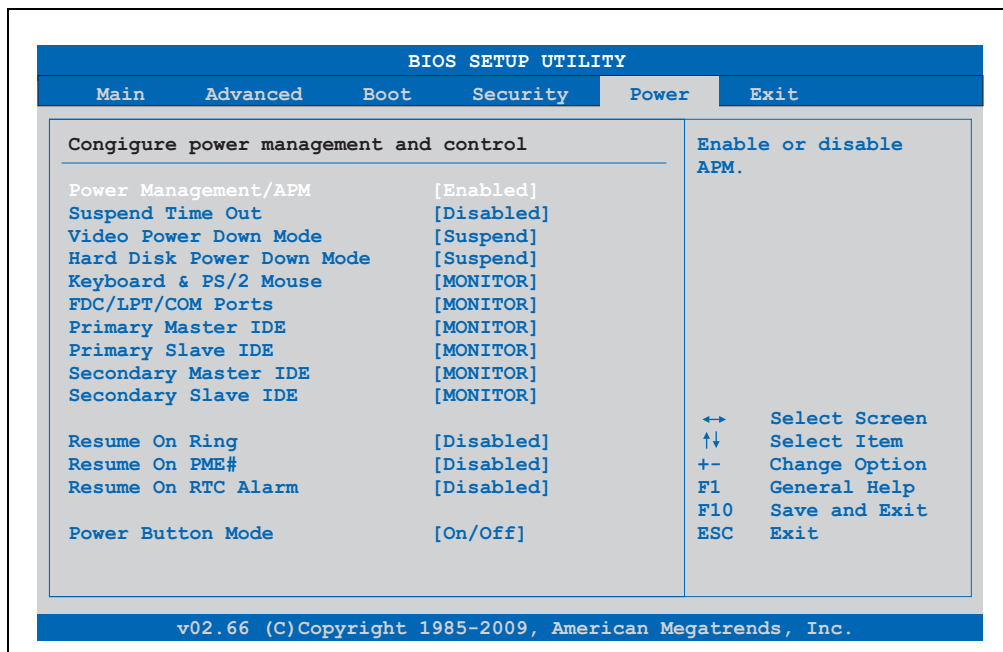 BIOS SETUP UTILITY
Main Advanced Boot Security Power Exit
Congigure power management and control
Power Management/APM [Enabled]
Suspend Time Out [Disabled]
Video Power Down Mode [Suspend]
Hard Disk Power Down Mode [Suspend]
Keyboard & PS/2 Mouse [MONITOR]
FDC/LPT/COM Ports [MONITOR]
Primary Master IDE [MONITOR]
Primary Slave IDE [MONITOR]
Secondary Master IDE [MONITOR]
Secondary Slave IDE [MONITOR]
Resume On Ring [Disabled]
Resume On PME# [Disabled]
Resume On RTC Alarm [Disabled]
Power Button Mode [On/Off]
Enable or disable
APM.
↔ Select Screen
↑↓ Select Item
+- Change Option
F1 General Help
F10 Save and Exit
ESC Exit
v02.66 (C)Copyright 1985-2009, American Megatrends, Inc.